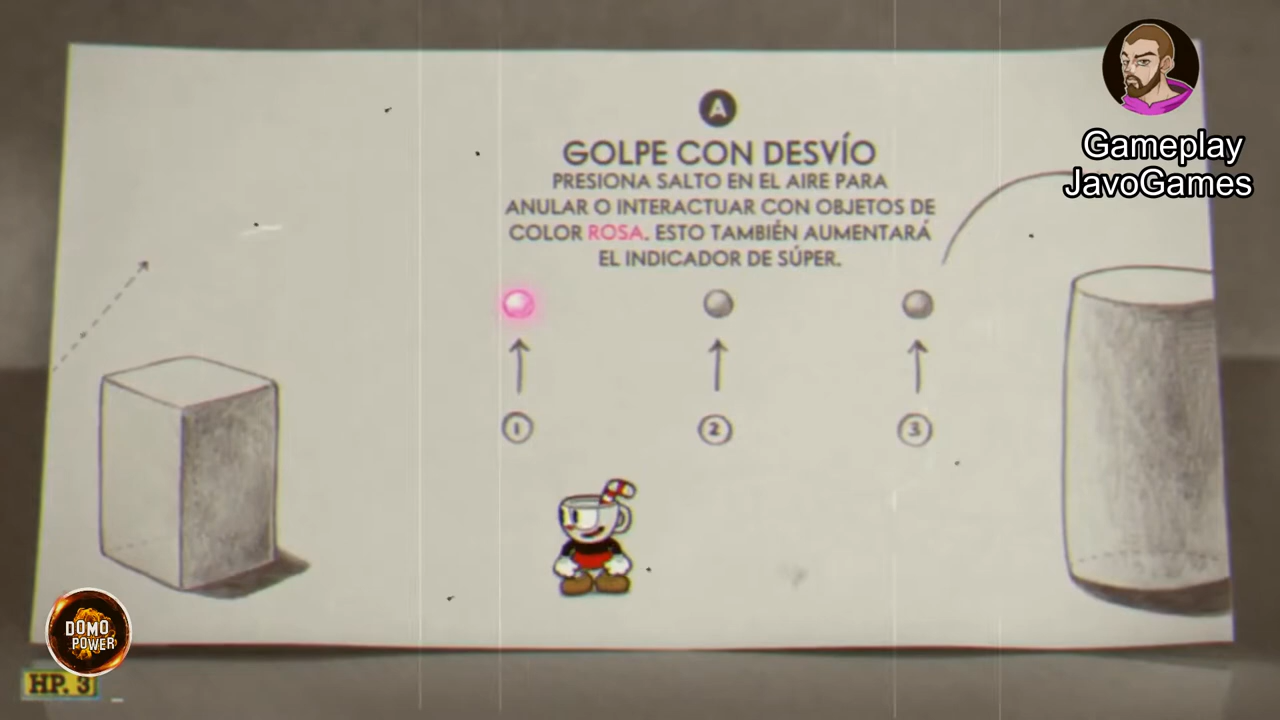 A
GOLPE CON DESVÍO
PRESIONA SALTO EN EL AIRE PARA
ANULAR O INTERACTUAR CON OBJETOS DE
COLOR ROSA. ESTO TAMBIÉN AUMENTARÁ
EL INDICADOR DE SÚPER.
1 2 3
Gameplay
JavoGames
DOMO
POWER
HP. 3